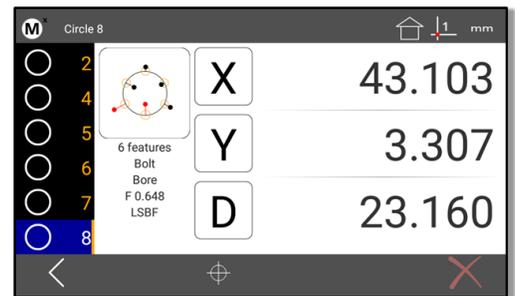 M x Circle 8 1 mm
2
4
5
6
7
8
6 features
Bolt
Bore
F 0.648
LSBF
X 43.103
Y 3.307
D 23.160